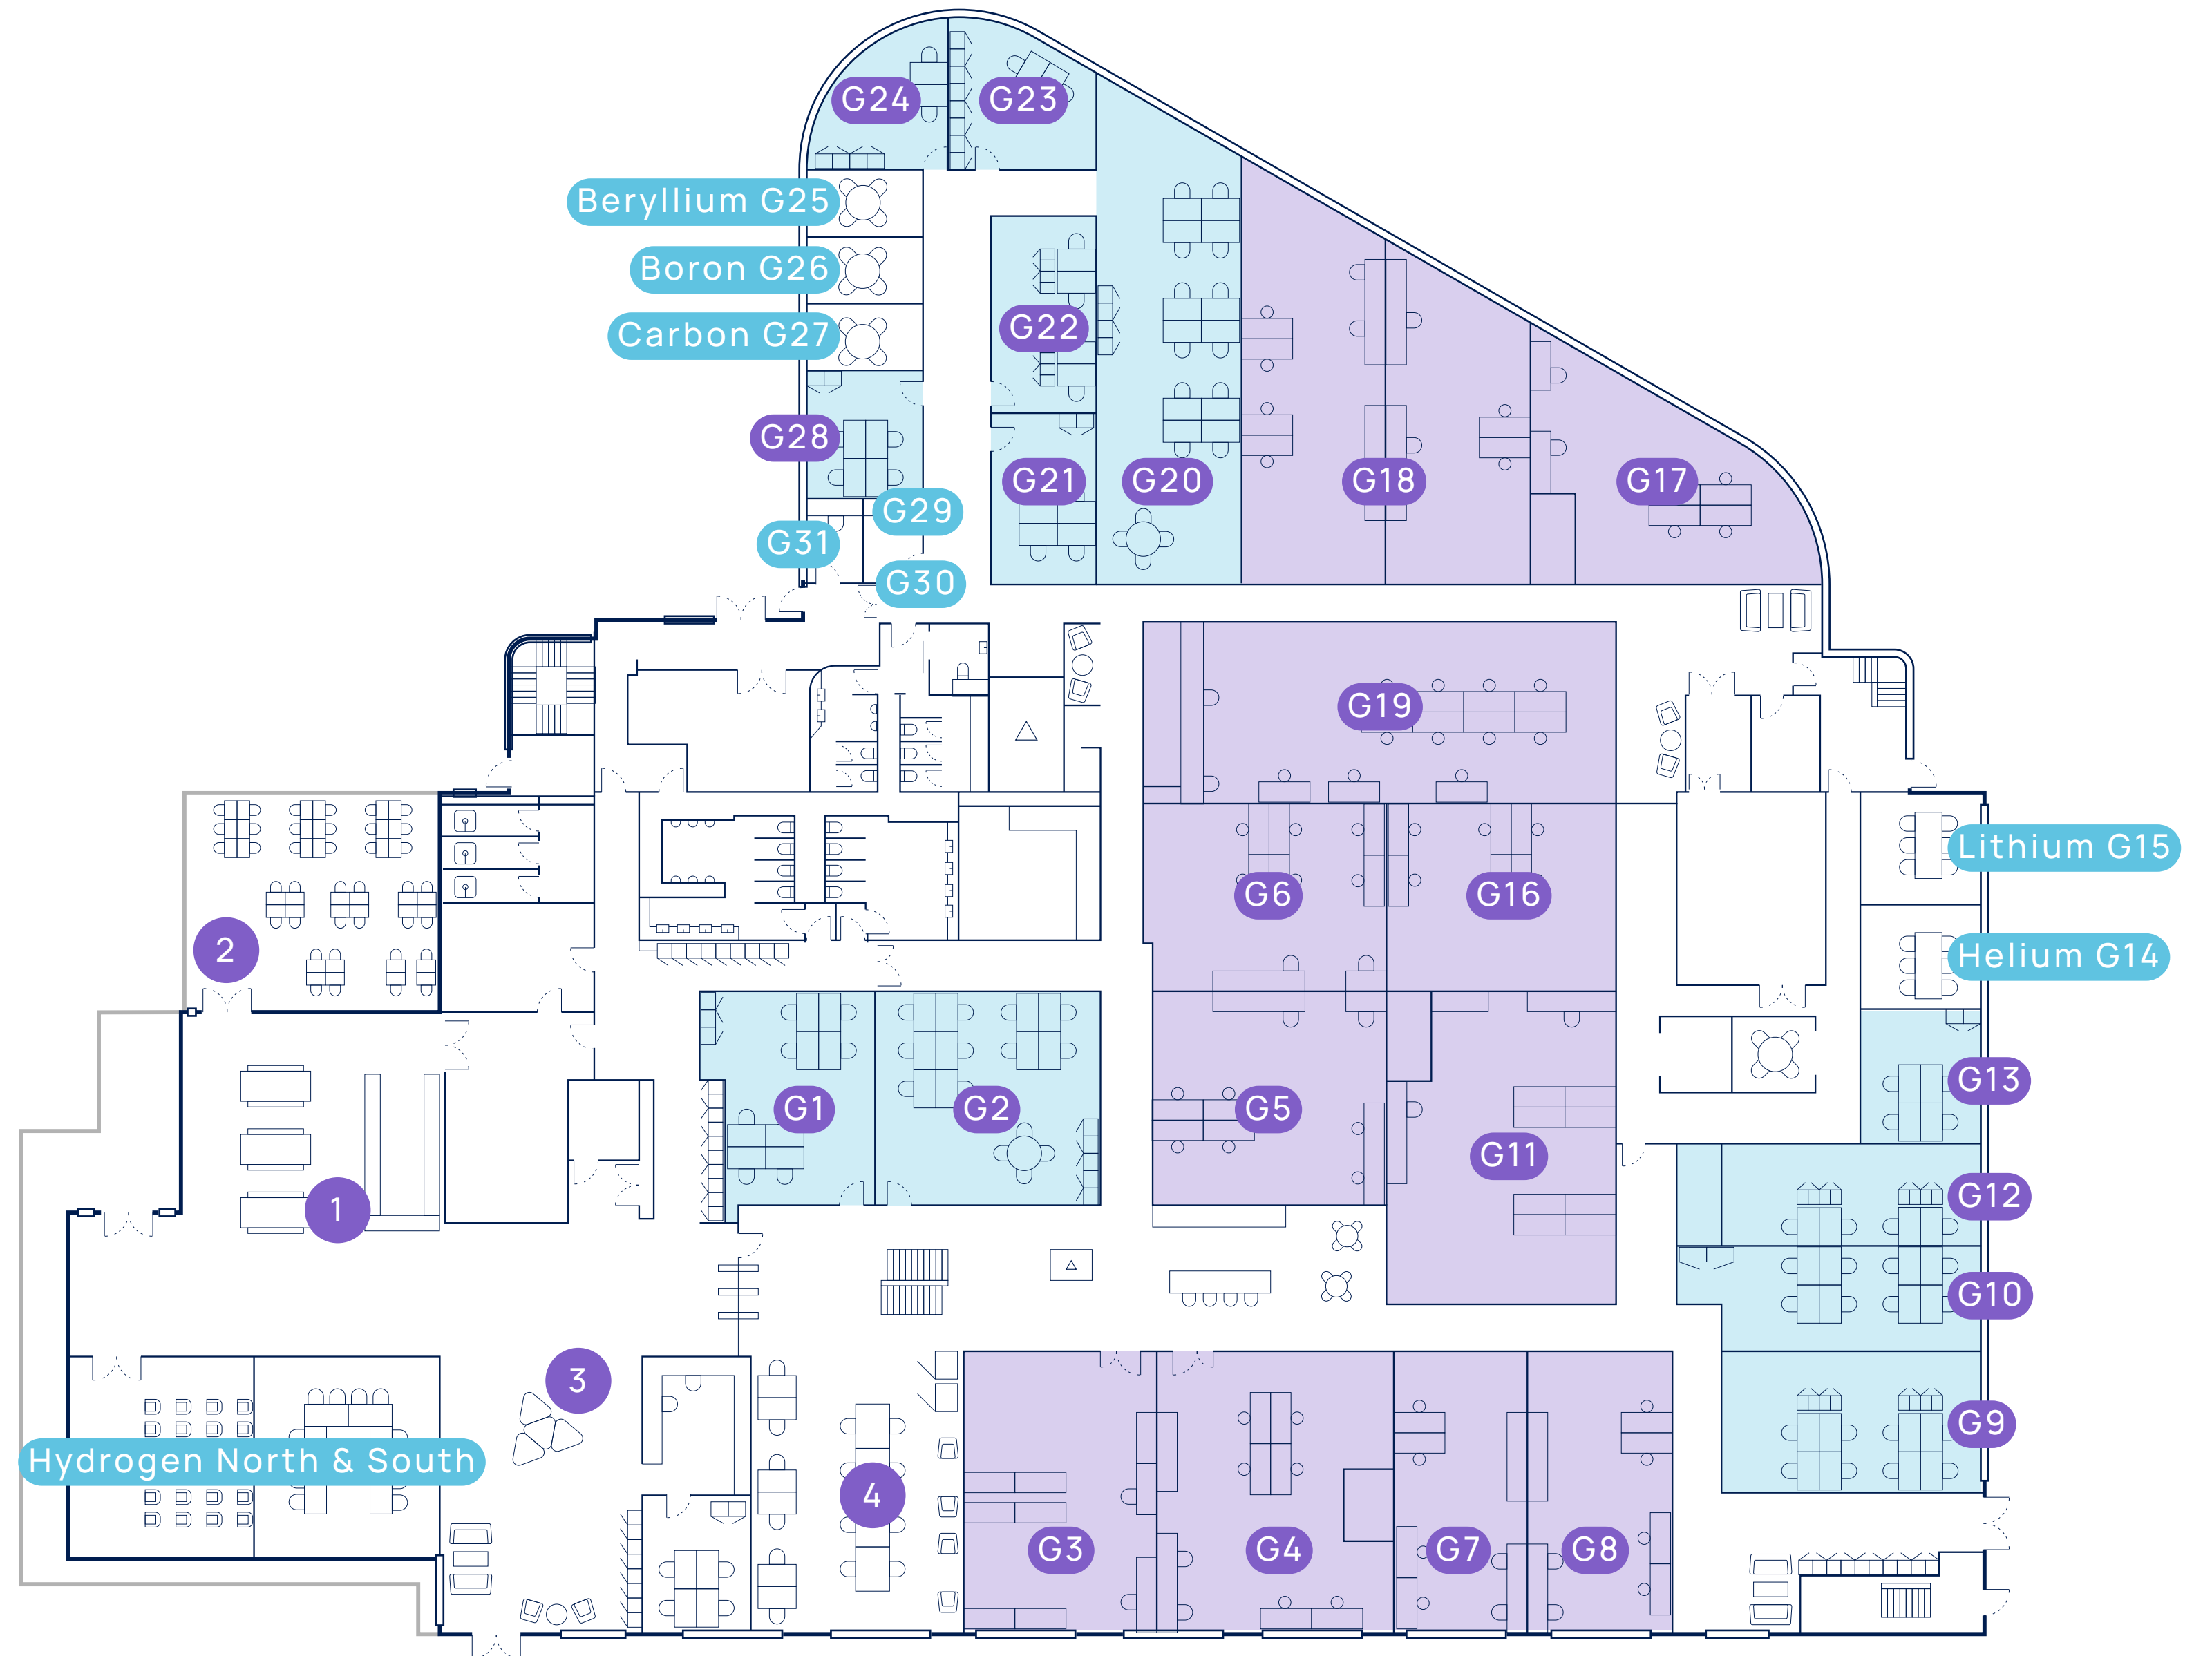 G24
G23
Beryllium G25
Boron G26
Carbon G27
G22
G28
G21
G20
G18
G17
G29
G31
G30
G19
Lithium G15
G6
G16
2
Helium G14
G13
G1
G2
G5
G11
G12
1
G10
3
G9
Hydrogen North & South
4
G3
G4
G7
G8